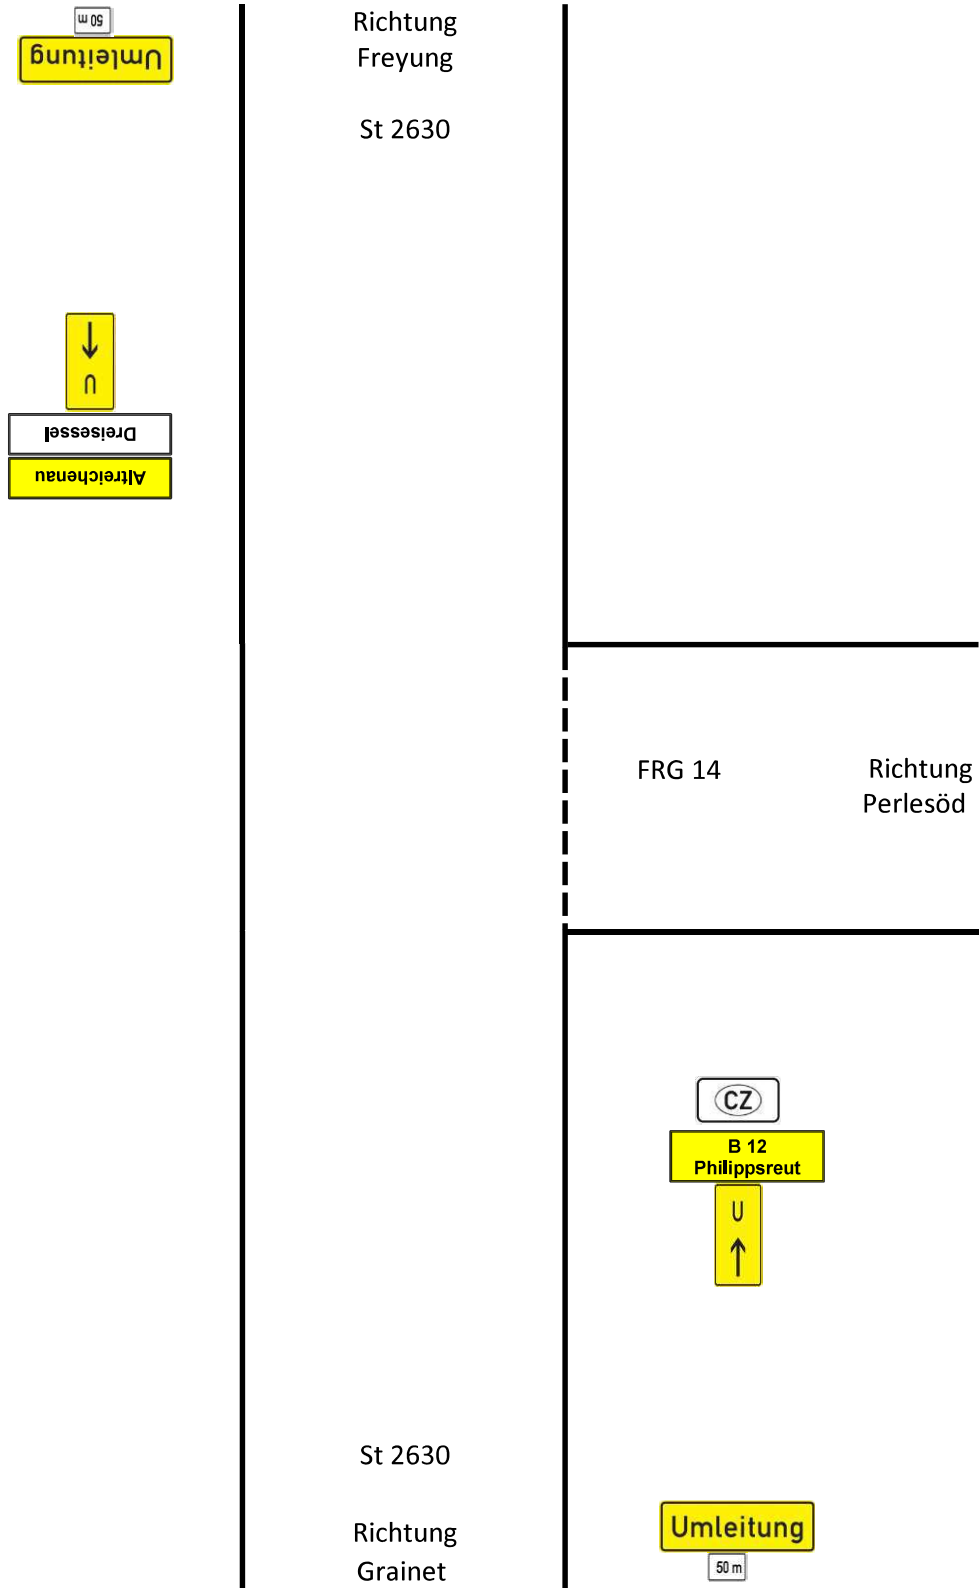 50 m
Umleitung
Richtung
Freyung
St 2630
U
Dreisessel
Altreichenau
FRG 14
Richtung
Perlesöd
CZ
B 12
Philippsreut
U
St 2630
Richtung
Grainet
Umleitung
50 m